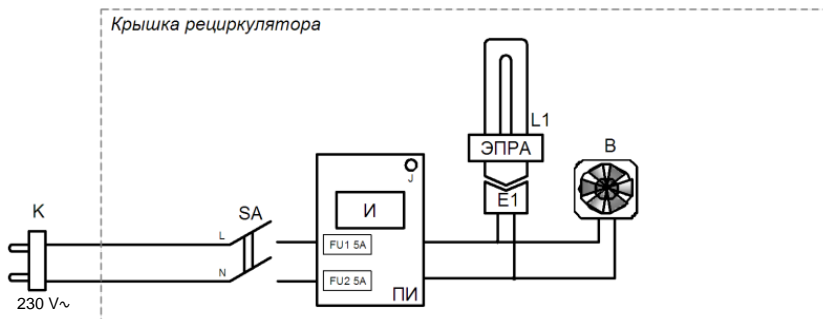 Крышка рециркулятора
L1
ЭПРА
B
J
E1
И
K
SA
L
FU1 5A
N
FU2 5A
ПИ
230 V~